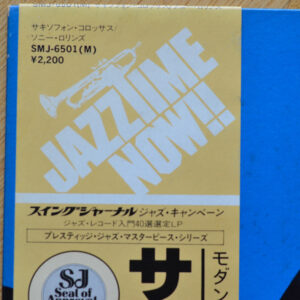 サキソフォン・コロッサス/
ソニー・ロリンズ
SMJ-6501(M)
¥2,200
JAZZ TIME
NOW!!
スイングジャーナル ジャズ・キャンペーン
ジャズ・レコード入門40選選定LP
プレスティッジ・ジャズ・マスターピース・シリーズ
SJ
Seal of
サ
モダン